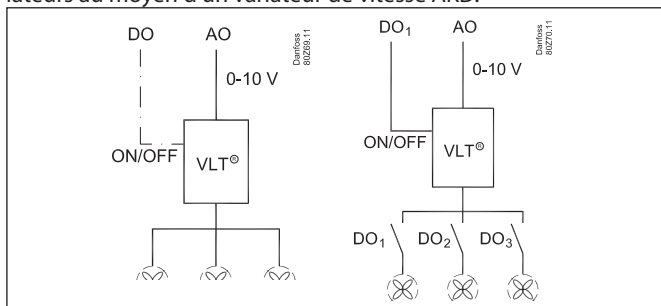 lateurs au moyen d'un variateur de vitesse AKD.
DO AO
Danfoss
80Z69.11
0-10 V
ON/OFF
VLT®
DO₁ AO
Danfoss
80Z70.11
0-10 V
ON/OFF
VLT®
DO₁ DO₂ DO₃